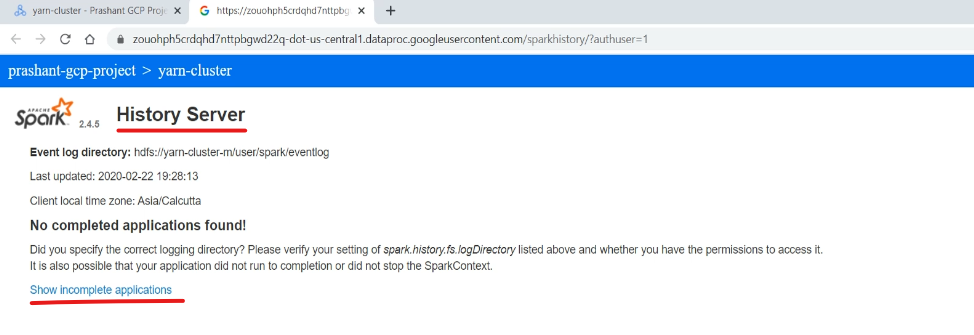 yarn-cluster - Prashant GCP Proje
https://zouohph5crdqhd7nttpbg
zouohph5crdqhd7nttpbgwd22q-dot-us-central1.dataproc.googleusercontent.com/sparkhistory/?authuser=1
prashant-gcp-project > yarn-cluster
APACHE Spark 2.4.5 History Server
Event log directory: hdfs://yarn-cluster-m/user/spark/eventlog
Last updated: 2020-02-22 19:28:13
Client local time zone: Asia/Calcutta
No completed applications found!
Did you specify the correct logging directory? Please verify your setting of spark.history.fs.logDirectory listed above and whether you have the permissions to access it.
It is also possible that your application did not run to completion or did not stop the SparkContext.
Show incomplete applications